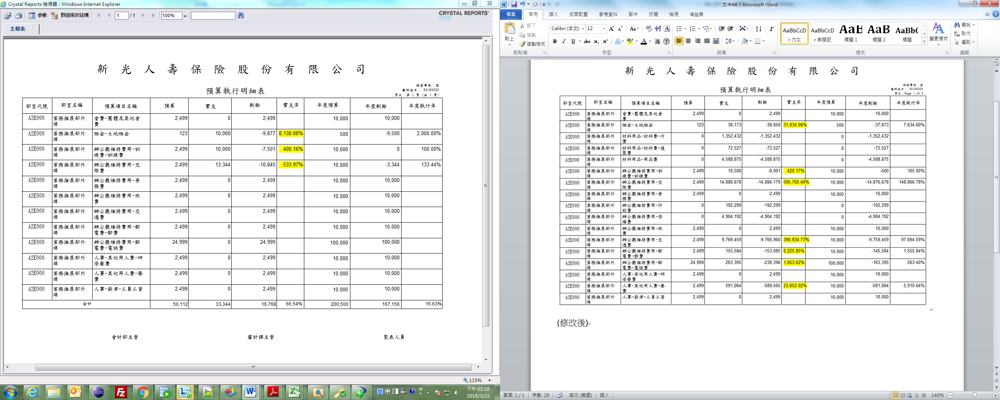 Crystal Reports 檢視器 - Windows Internet Explorer
參數 群組樹狀結構 1 / 1 100%
CRYSTAL REPORTS®
2008
主報表
新光人壽保險股份有限公司
預算執行明細表
機密等級：密
查詢迄日 : 20180320
頁次 :第 1 頁 (共 1 頁)
部室代號 部室名稱 預算項目名稱 預算 實支 剩餘 實支率 年度預算 年度剩餘 年度執行率
A2E000 業務推展部外埠 會費-團體及其他會費 2,499 0 2,499 10,000 10,000
A2E000 業務推展部外埠 租金-土地租金 123 10,000 -9,877 8,130.08% 500 -9,500 2,000.00%
A2E000 業務推展部外埠 辦公廳維持費用-訓練費-訓練費 2,499 10,000 -7,501 400.16% 10,000 0 100.00%
A2E000 業務推展部外埠 辦公廳維持費用-交際費 2,499 13,344 -10,845 533.97% 10,000 -3,344 133.44%
A2E000 業務推展部外埠 辦公廳維持費用-勞務費 2,499 0 2,499 10,000 10,000
A2E000 業務推展部外埠 辦公廳維持費用-旅費 2,499 0 2,499 10,000 10,000
A2E000 業務推展部外埠 辦公廳維持費用-交通費 2,499 0 2,499 10,000 10,000
A2E000 業務推展部外埠 辦公廳維持費用-郵電費-郵費 2,499 0 2,499 10,000 10,000
A2E000 業務推展部外埠 辦公廳維持費用-郵電費-電話費 24,999 0 24,999 100,000 100,000
A2E000 業務推展部外埠 人事-其他用人費-研修餐費 2,499 0 2,499 10,000 10,000
A2E000 業務推展部外埠 人事-其他用人費-餐費 2,499 0 2,499 10,000 10,000
A2E000 業務推展部外埠 人事-薪津-工員工資 2,499 0 2,499 10,000 10,000
合計 50,112 33,344 16,768 66.54% 200,500 167,156 16.63%
會計部主管 審計課主管 製表人員
115%
中
下午 02:18
2018/3/22
文件44 - Microsoft Word
檔案 常用 插入 版面配置 參考資料 郵件 校閱 檢視 增益集
貼上 剪下 複製 複製格式
剪貼簿
Calibri (本文) 12
字型
段落
AaBbCcD AaBbCcD AaB AaB AaBb
內文 無間距 標題 1 標題 2 標題
變更樣式
樣式
尋找 取代 選取
編輯
新光人壽保險股份有限公司
預算執行明細表
機密等級：密
查詢迄日 : 20180320
頁次 :Page 1 of 2
部室代號 部室名稱 預算項目名稱 預算 實支 剩餘 實支率 年度預算 年度剩餘 年度執行率
A2E000 業務推展部外埠 會費-團體及其他會費 2,499 0 2,499 10,000 10,000
A2E000 業務推展部外埠 租金-土地租金 123 38,173 -38,050 31,034.96% 500 -37,673 7,634.60%
A2E000 業務推展部外埠 材料用品-材料費-什費 0 1,352,432 -1,352,432 0 -1,352,432
A2E000 業務推展部外埠 材料用品-材料費-複製費 0 72,527 -72,527 0 -72,527
A2E000 業務推展部外埠 材料用品-用品費 0 4,588,875 -4,588,875 0 -4,588,875
A2E000 業務推展部外埠 辦公廳維持費用-訓練費-訓練費 2,499 10,500 -8,001 420.17% 10,000 -500 105.00%
A2E000 業務推展部外埠 辦公廳維持費用-交際費 2,499 14,886,678 -14,884,179 595,705.40% 10,000 -14,876,678 148,866.78%
A2E000 業務推展部外埠 辦公廳維持費用-勞務費 2,499 0 2,499 10,000 10,000
A2E000 業務推展部外埠 辦公廳維持費用-印刷費 0 192,299 -192,299 0 -192,299
A2E000 業務推展部外埠 辦公廳維持費用-修繕費 0 4,904,192 -4,904,192 0 -4,904,192
A2E000 業務推展部外埠 辦公廳維持費用-旅費 2,499 0 2,499 10,000 10,000
A2E000 業務推展部外埠 辦公廳維持費用-交通費 2,499 9,769,459 -9,766,960 390,934.73% 10,000 -9,759,459 97,694.59%
A2E000 業務推展部外埠 辦公廳維持費用-郵電費-郵費 2,499 155,584 -153,085 6,225.85% 10,000 -145,584 1,555.84%
A2E000 業務推展部外埠 辦公廳維持費用-郵電費-電話費 24,999 263,395 -238,396 1,053.62% 100,000 -163,395 263.40%
A2E000 業務推展部外埠 人事-其他用人費-研修餐費 2,499 0 2,499 10,000 10,000
A2E000 業務推展部外埠 人事-其他用人費-餐費 2,499 591,064 -588,565 23,652.02% 10,000 -581,064 5,910.64%
A2E000 業務推展部外埠 人事-薪津-工員工資 2,499 0 2,499 10,000 10,000
(修改後)
頁面: 1 / 1 字數: 28 英文 (美國) 插入 140%